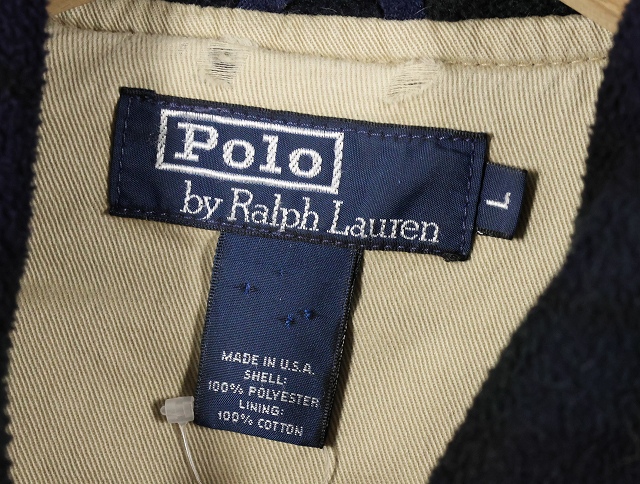 Polo
by Ralph Lauren
L
MADE IN U.S.A.
SHELL:
100% POLYESTER
LINING:
100% COTTON